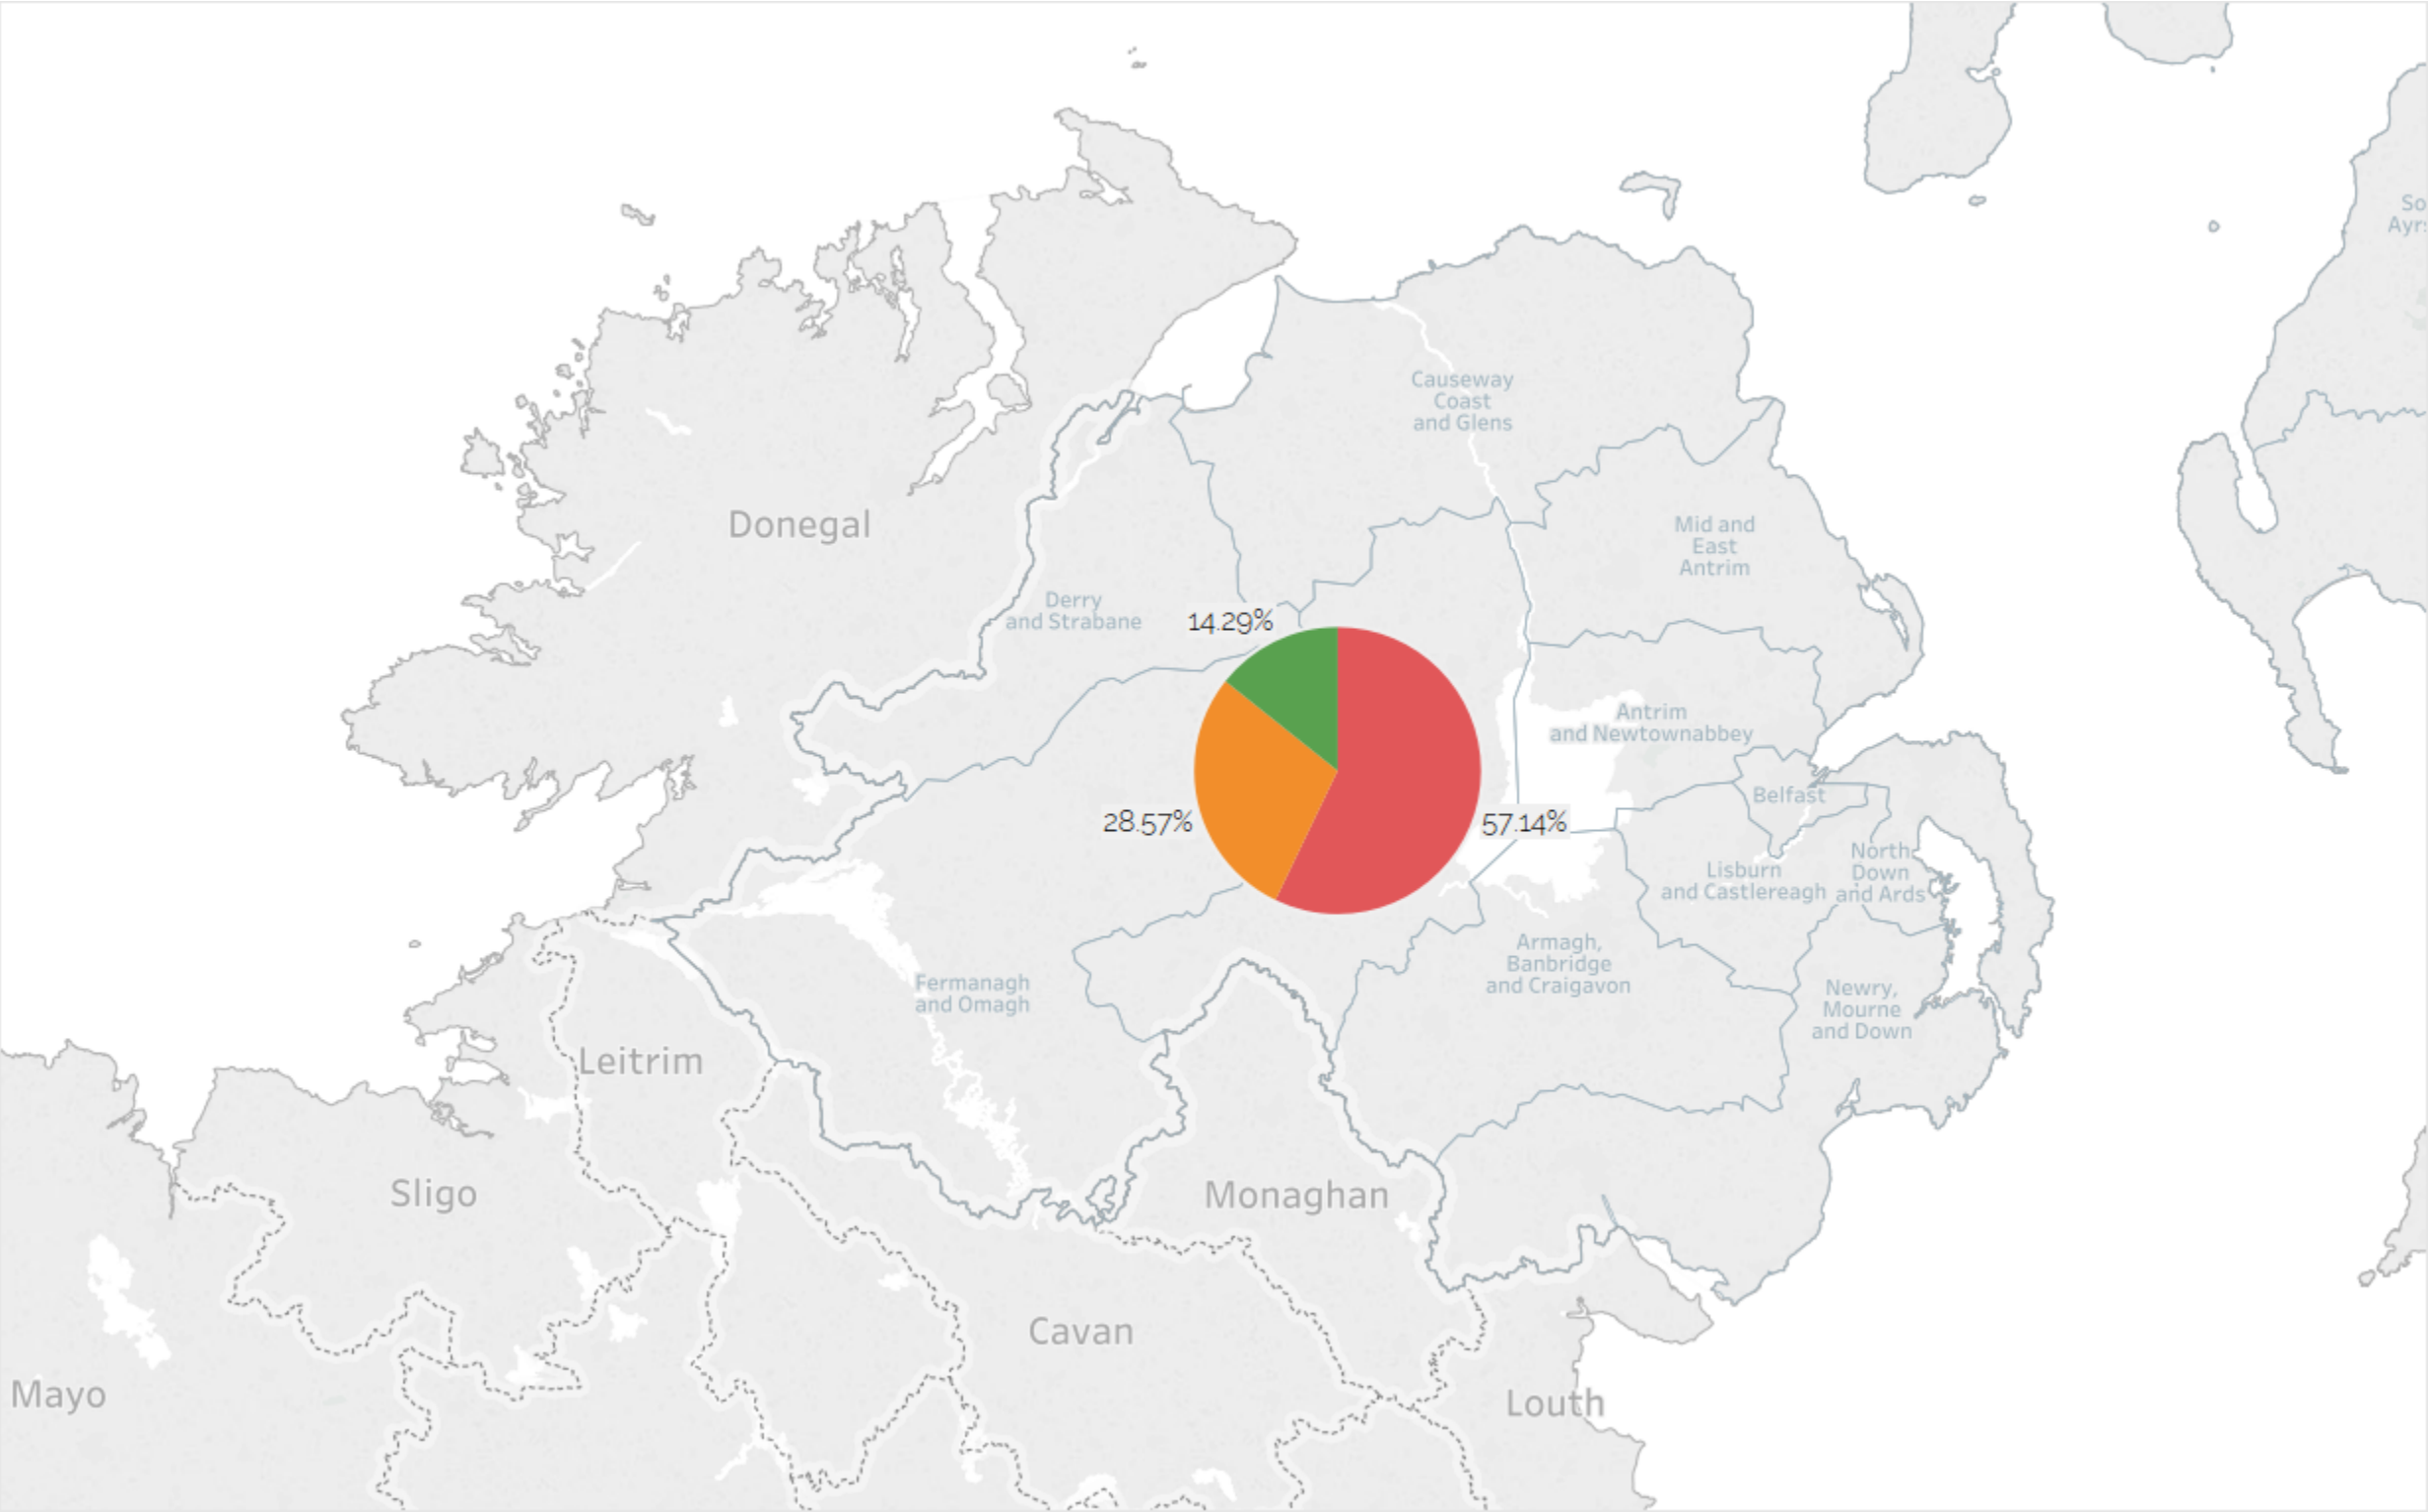 So
Ayr:
Causeway
Coast
and Glens
Donegal
Mid and
East
Antrim
Derry
and Strabane
14.29%
Antrim
and Newtownabbey
Belfast
28.57%
57.14%
North
Down
and Ards
Lisburn
and Castlereagh
Armagh,
Banbridge
and Craigavon
Fermanagh
and Omagh
Newry,
Mourne
and Down
Leitrim
Sligo
Monaghan
Cavan
Mayo
Louth